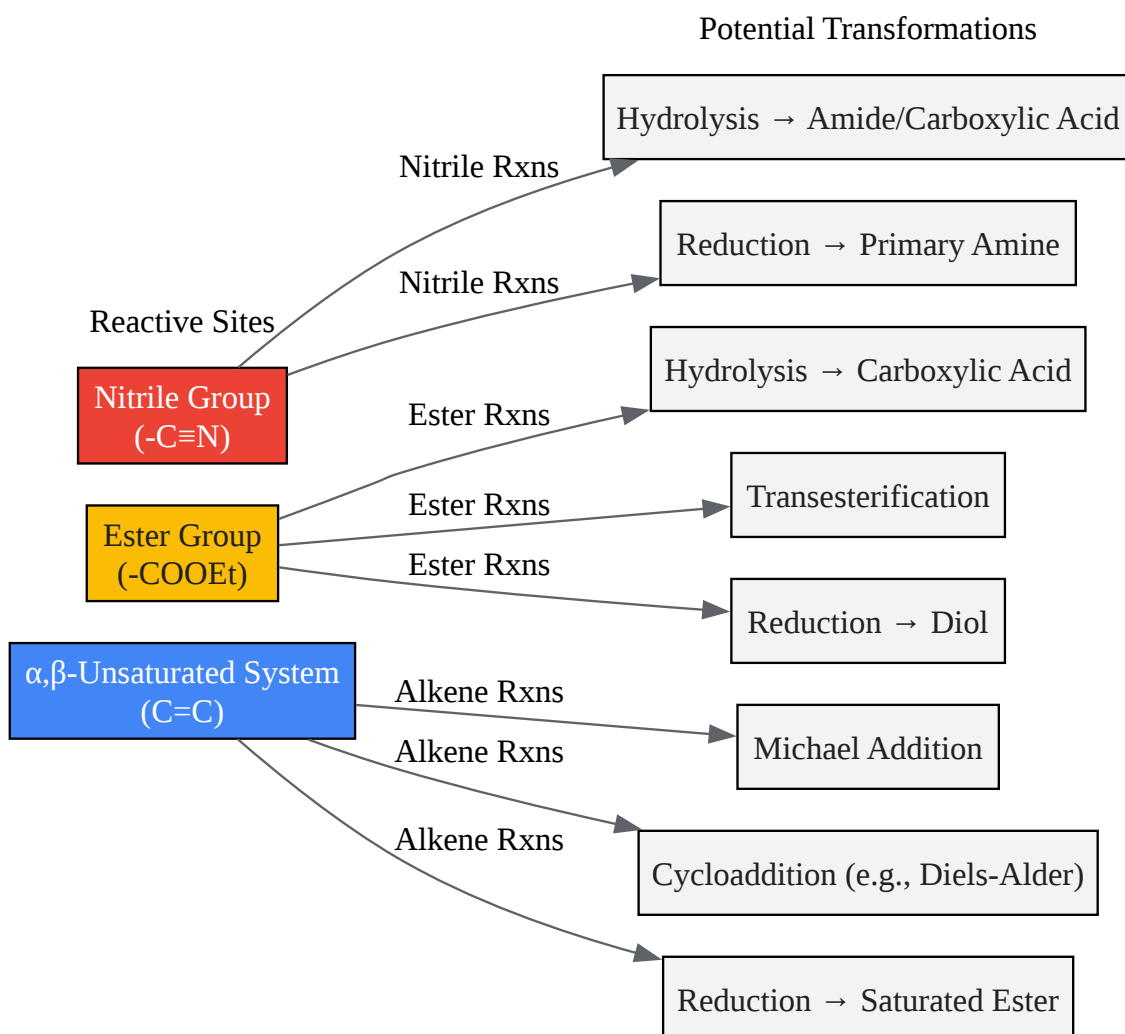 Potential Transformations
Hydrolysis → Amide/Carboxylic Acid
Nitrile Rxns
Reduction → Primary Amine
Nitrile Rxns
Reactive Sites
Hydrolysis → Carboxylic Acid
Nitrile Group
(-C≡N)
Ester Rxns
Transesterification
Ester Rxns
Ester Group
(-COOEt)
Ester Rxns
Reduction → Diol
α,β-Unsaturated System
(C=C)
Alkene Rxns
Michael Addition
Alkene Rxns
Alkene Rxns
Cycloaddition (e.g., Diels-Alder)
Reduction → Saturated Ester